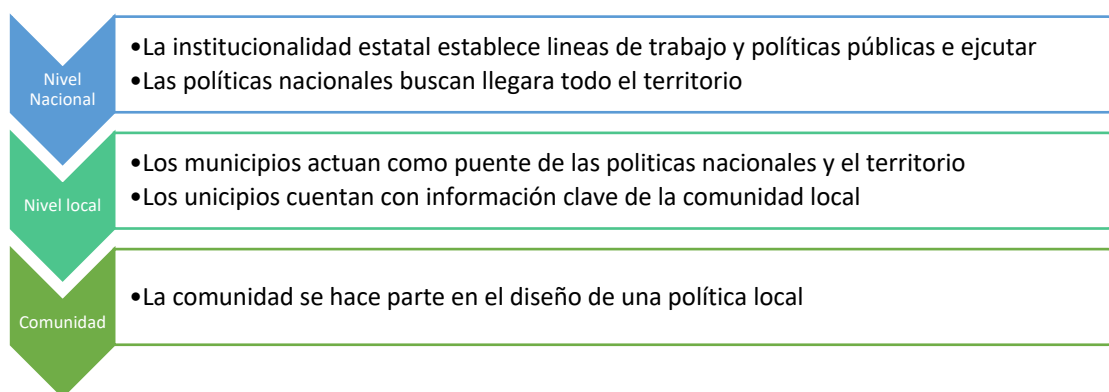 Nivel
Nacional
•La institucionalidad estatal establece lineas de trabajo y políticas públicas e ejcutar
•Las políticas nacionales buscan llegara todo el territorio
Nivel local
•Los municipios actuan como puente de las politicas nacionales y el territorio
•Los unicipios cuentan con información clave de la comunidad local
Comunidad
•La comunidad se hace parte en el diseño de una política local